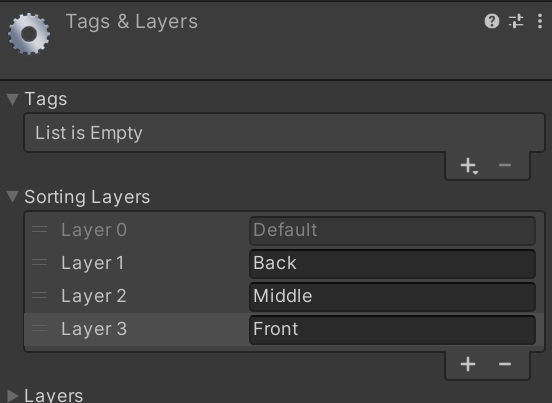 Tags & Layers
Tags
List is Empty
Sorting Layers
Layer 0 Default
Layer 1 Back
Layer 2 Middle
Layer 3 Front
Layers